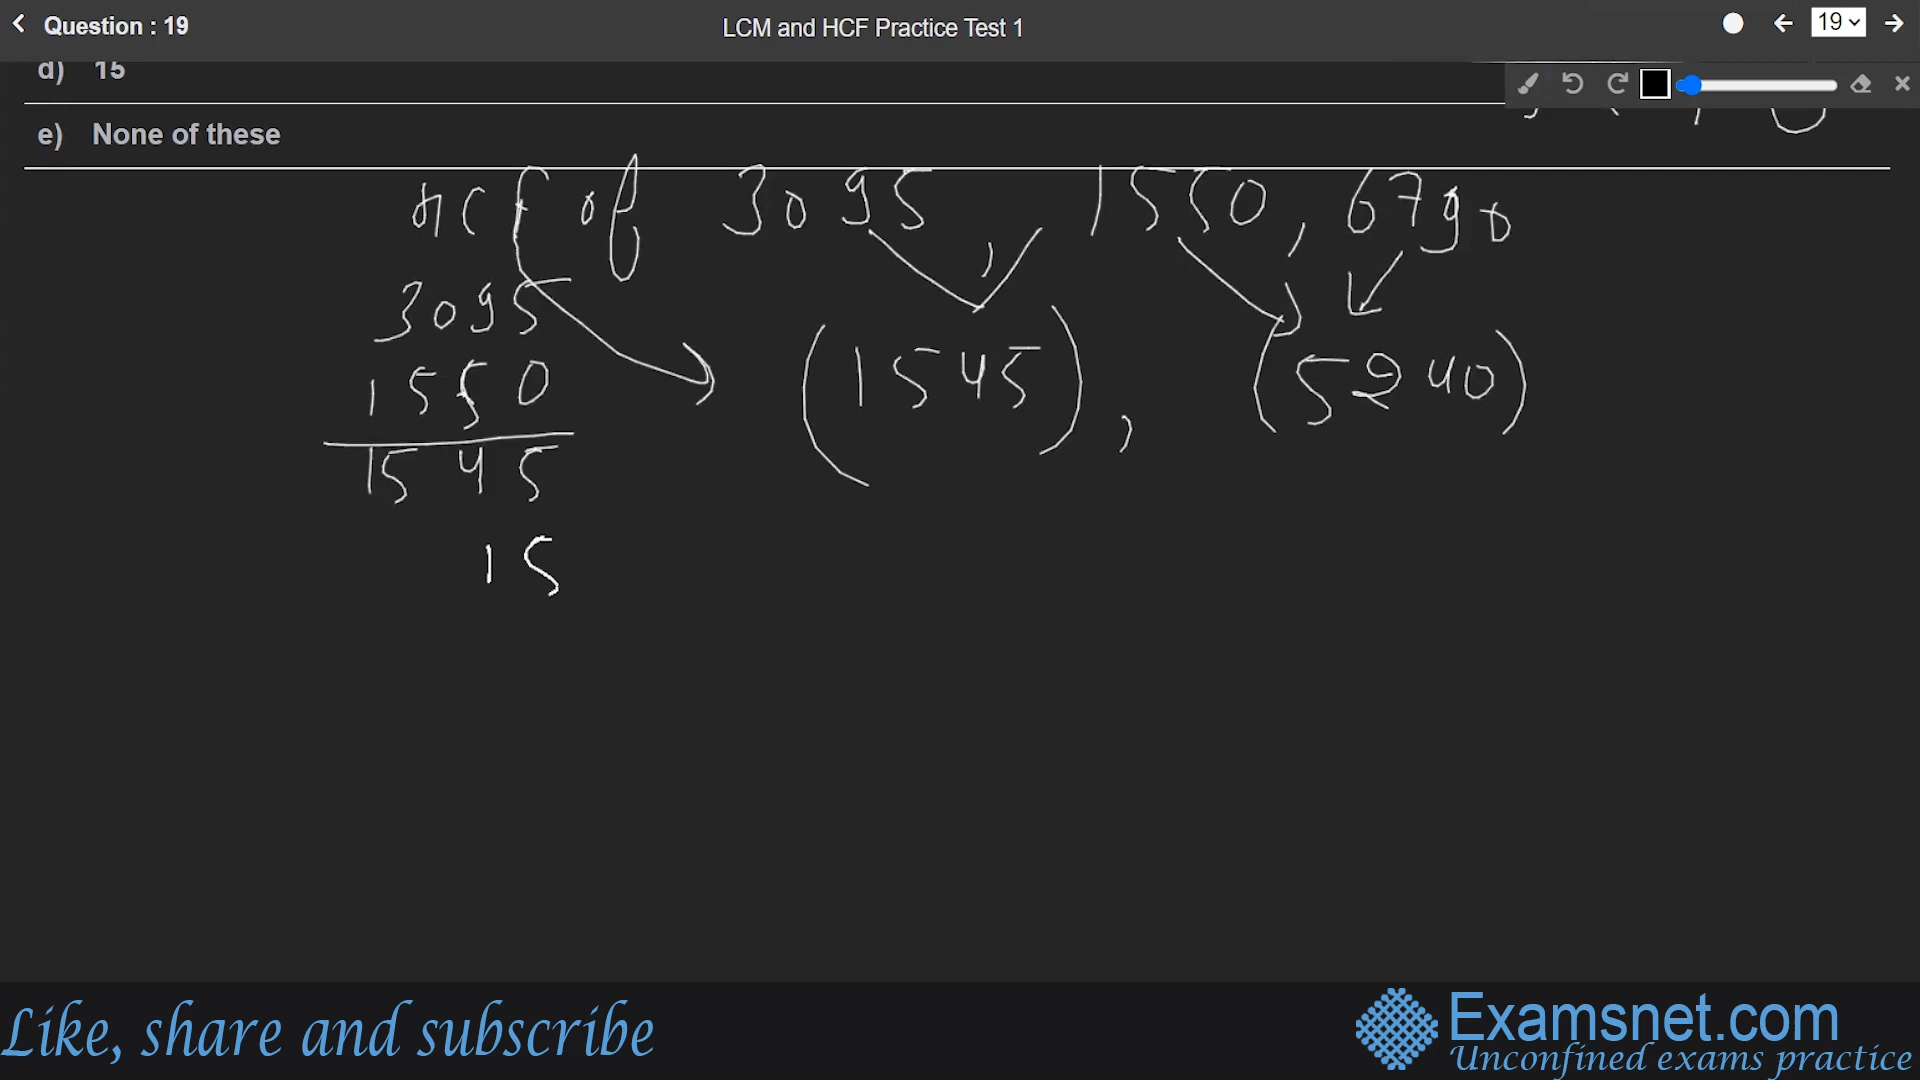 Question : 19
LCM and HCF Practice Test 1
19
d) 15
e) None of these
HCF of 3095, 1550, 6790
3095
1550
1545
15
(1545), (5240)
Like, share and subscribe
Examsnet.com
Unconfined exams practice